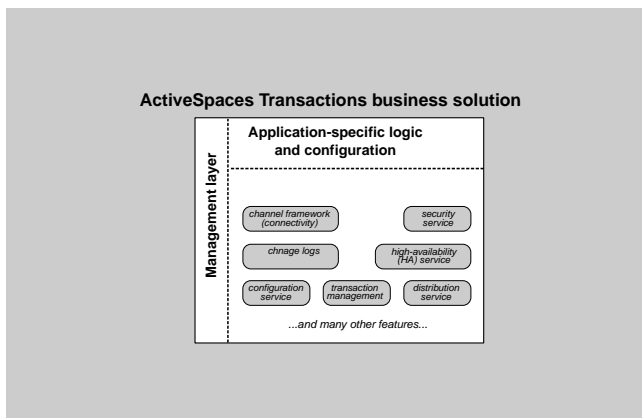 ActiveSpaces Transactions business solution
Management layer
Application-specific logic
and configuration
channel framework
(connectivity)
security
service
chnage logs
high-availability
(HA) service
configuration
service
transaction
management
distribution
service
...and many other features...